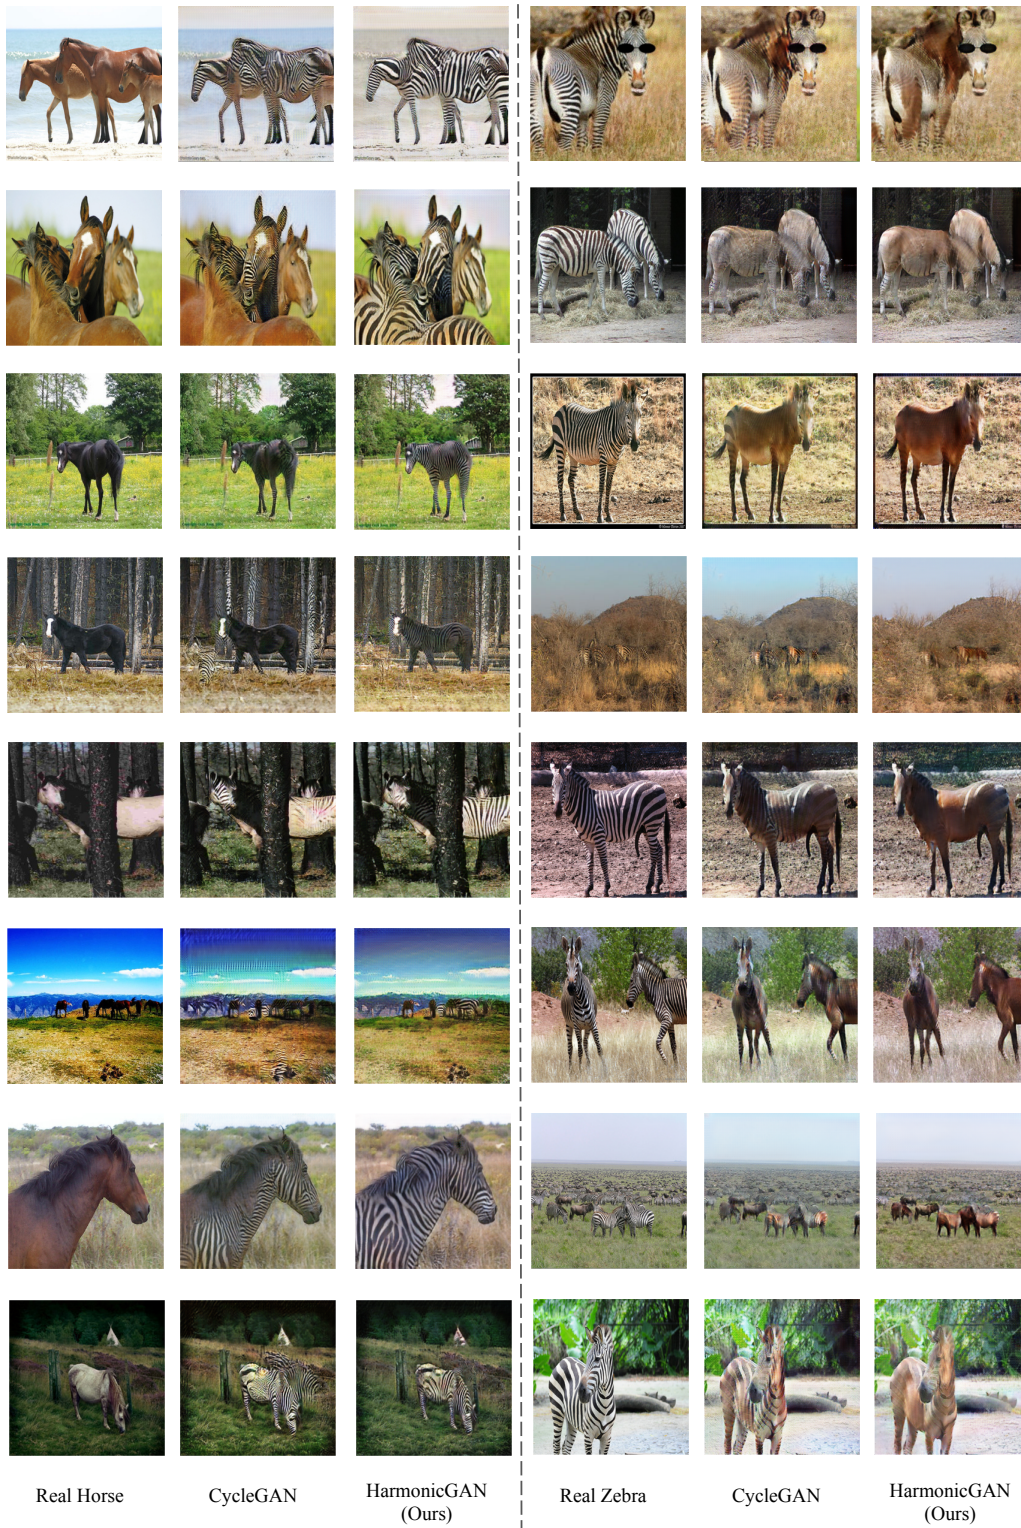 Real Horse
CycleGAN
HarmonicGAN
(Ours)
Real Zebra
CycleGAN
HarmonicGAN
(Ours)